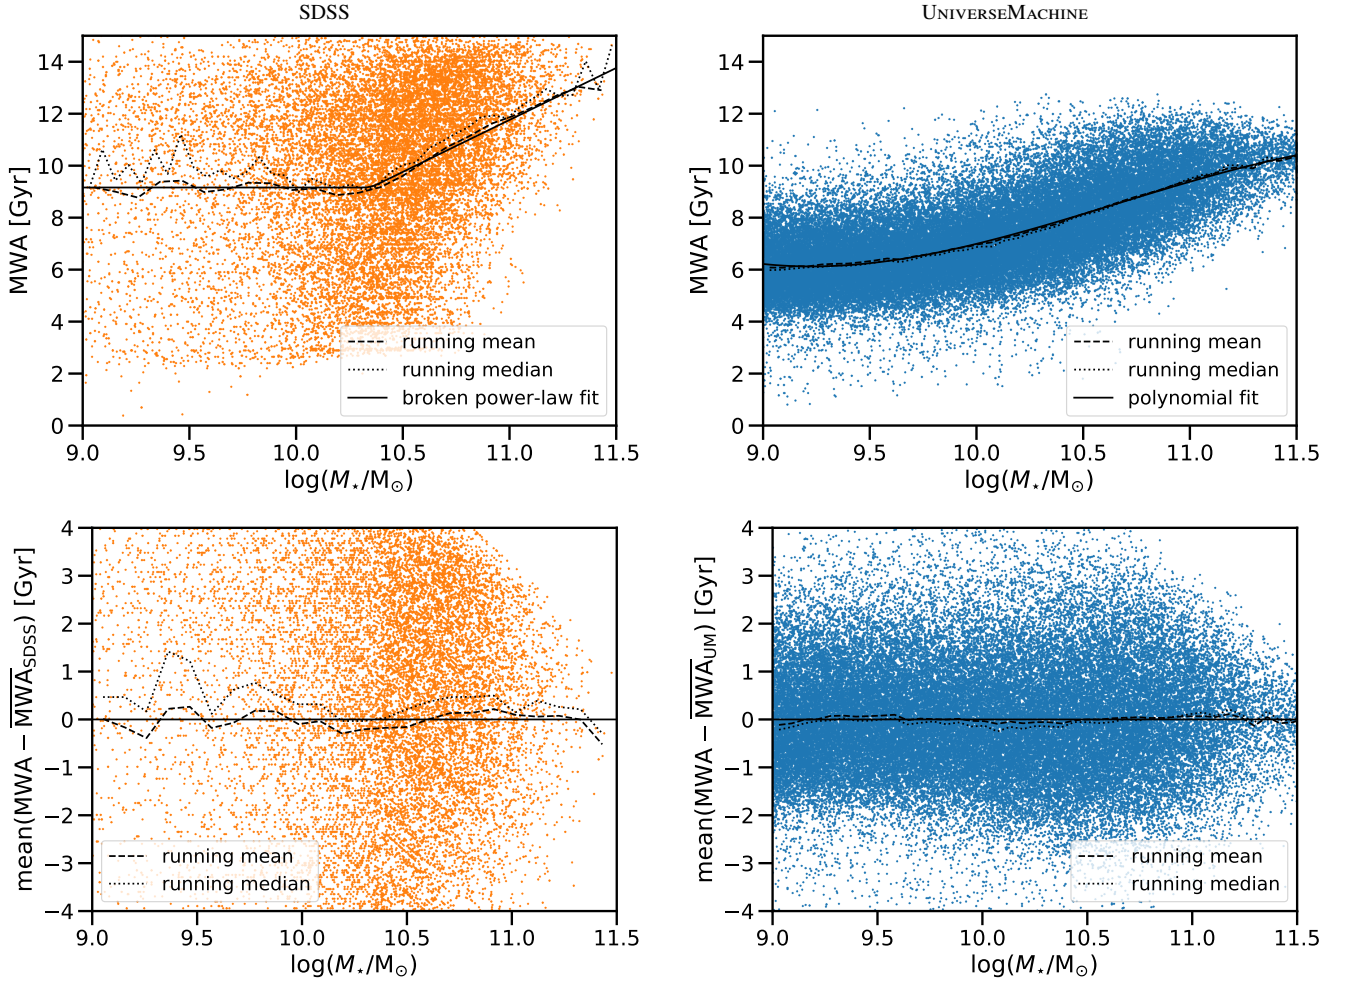 SDSS
UNIVERSEMACHINE
14
12
10
8
6
4
2
0
MWA [Gyr]
running mean
running median
broken power-law fit
9.0 9.5 10.0 10.5 11.0 11.5
log(M⋆/M⊙)
14
12
10
8
6
4
2
0
MWA [Gyr]
running mean
running median
polynomial fit
9.0 9.5 10.0 10.5 11.0 11.5
log(M⋆/M⊙)
4
3
2
1
0
−1
−2
−3
−4
mean(MWA − M̅W̅A̅SDSS) [Gyr]
running mean
running median
9.0 9.5 10.0 10.5 11.0 11.5
log(M⋆/M⊙)
4
3
2
1
0
−1
−2
−3
−4
mean(MWA − M̅W̅A̅UM) [Gyr]
running mean
running median
9.0 9.5 10.0 10.5 11.0 11.5
log(M⋆/M⊙)